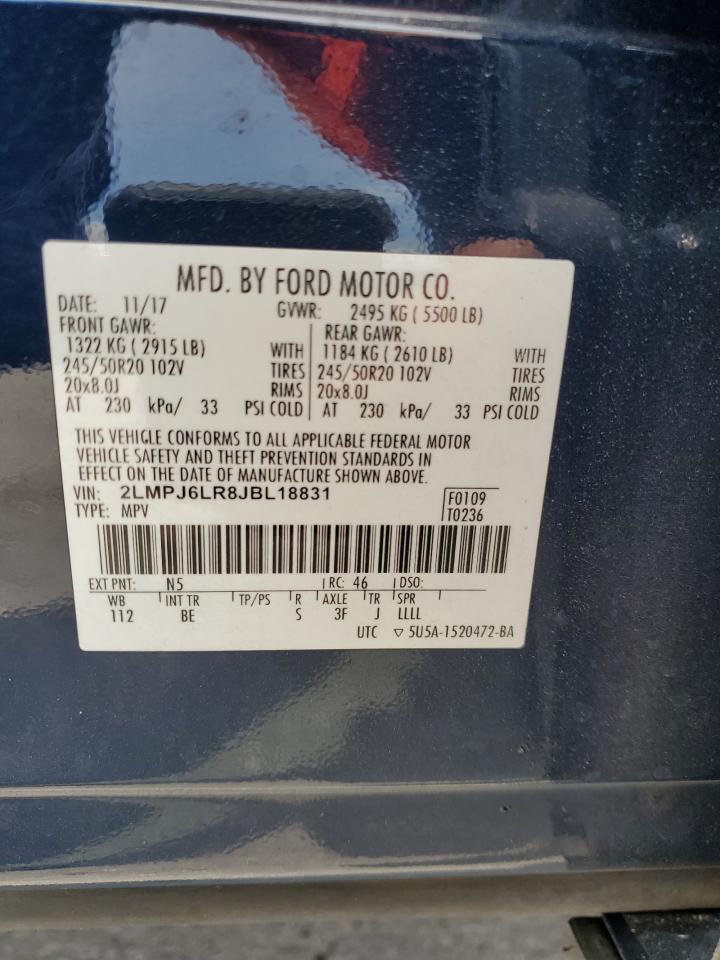 MFD. BY FORD MOTOR CO.
DATE: 11/17 GVWR: 2495 KG ( 5500 LB)
FRONT GAWR: REAR GAWR:
1322 KG ( 2915 LB) WITH 1184 KG ( 2610 LB) WITH
245/50R20 102V TIRES 245/50R20 102V TIRES
20x8.0J RIMS 20x8.0J RIMS
AT 230 kPa/ 33 PSI COLD AT 230 kPa/ 33 PSI COLD
THIS VEHICLE CONFORMS TO ALL APPLICABLE FEDERAL MOTOR
VEHICLE SAFETY AND THEFT PREVENTION STANDARDS IN
EFFECT ON THE DATE OF MANUFACTURE SHOWN ABOVE.
VIN: 2LMPJ6LR8JBL18831 F0109
TYPE: MPV T0236
EXT PNT: N5 RC: 46 DSO:
WB INT TR TP/PS R AXLE TR SPR
112 BE S 3F J LLLL
UTC ▽ 5U5A-1520472-BA